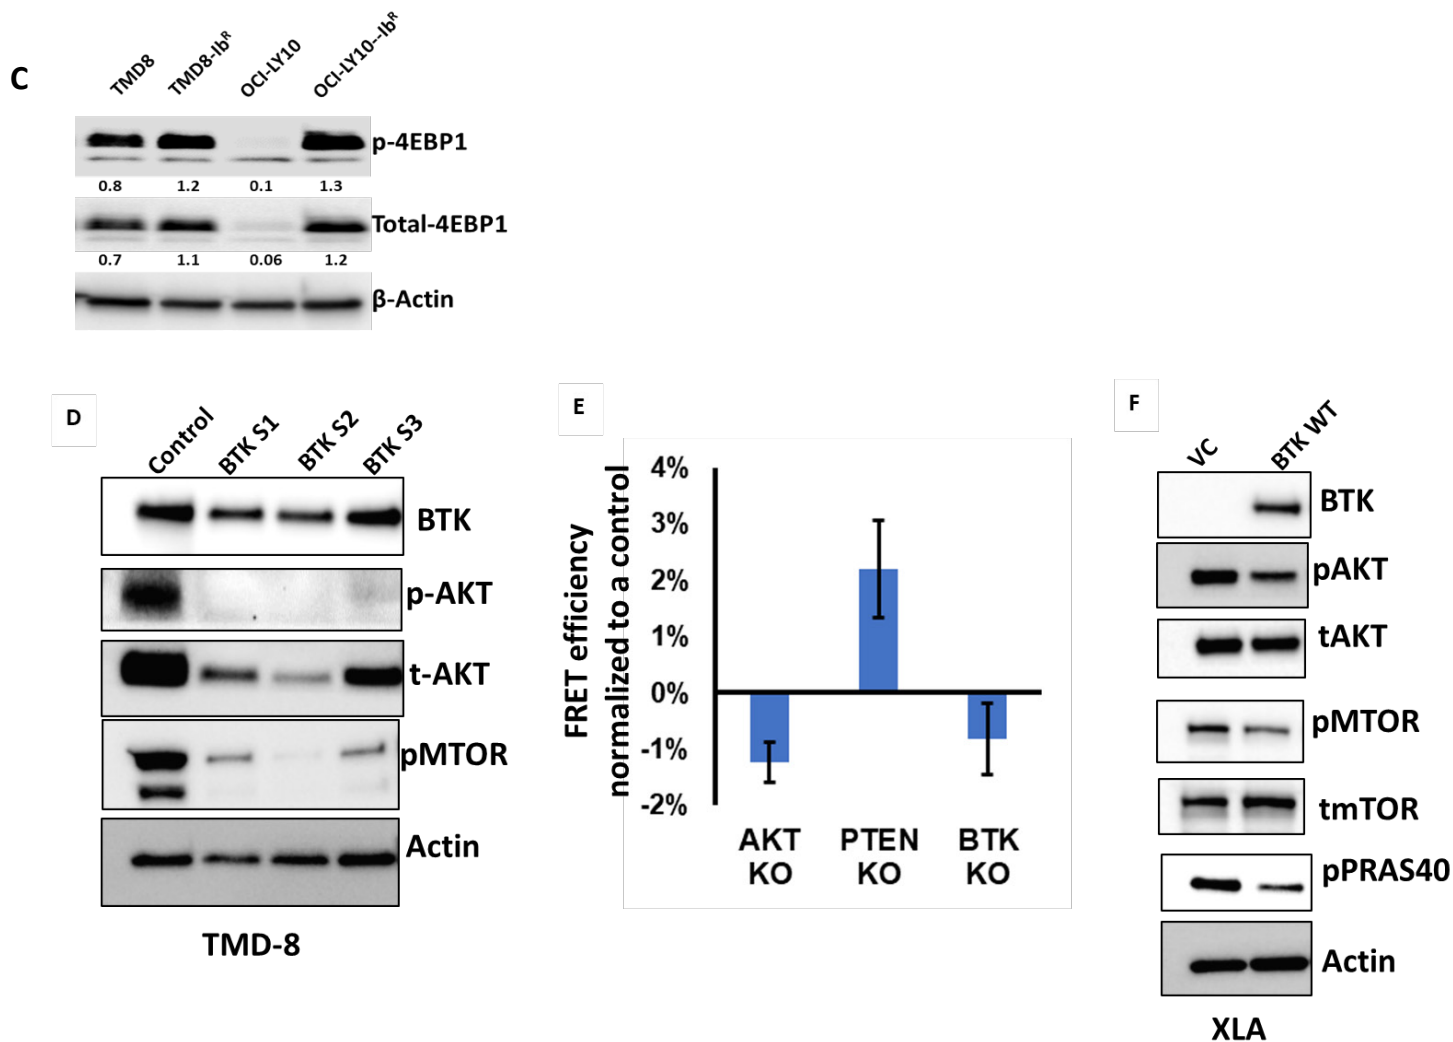 C
TMD8
TMD8-Ibᴿ
OCI-LY10
OCI-LY10--Ibᴿ
p-4EBP1
0.8 1.2 0.1 1.3
Total-4EBP1
0.7 1.1 0.06 1.2
β-Actin
D
Control
BTK S1
BTK S2
BTK S3
BTK
p-AKT
t-AKT
pMTOR
Actin
TMD-8
E
FRET efficiency
normalized to a control
4%
3%
2%
1%
0%
-1%
-2%
AKT KO
PTEN KO
BTK KO
F
VC
BTK WT
BTK
pAKT
tAKT
pMTOR
tmTOR
pPRAS40
Actin
XLA